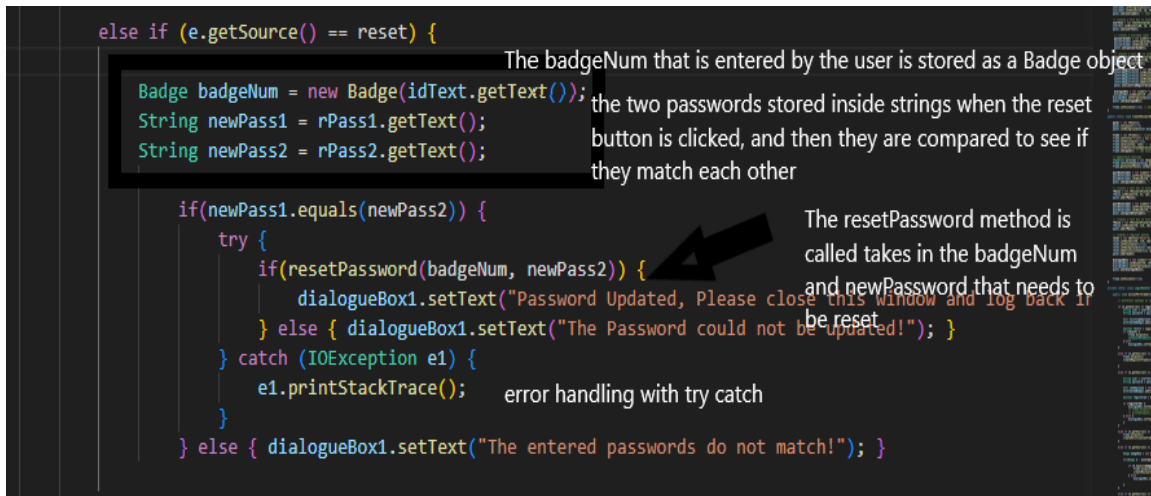 else if (e.getSource() == reset) {
The badgeNum that is entered by the user is stored as a Badge object
Badge badgeNum = new Badge(idText.getText());
String newPass1 = rPass1.getText();
String newPass2 = rPass2.getText();
the two passwords stored inside strings when the reset
button is clicked, and then they are compared to see if
they match each other
if(newPass1.equals(newPass2)) {
try {
if(resetPassword(badgeNum, newPass2)) {
dialogueBox1.setText("Password Updated, Please close this window and log back in
} else { dialogueBox1.setText("The Password could not be updated!"); }
The resetPassword method is
called takes in the badgeNum
and newPassword that needs to
be reset
} catch (IOException e1) {
e1.printStackTrace();
error handling with try catch
}
} else { dialogueBox1.setText("The entered passwords do not match!"); }